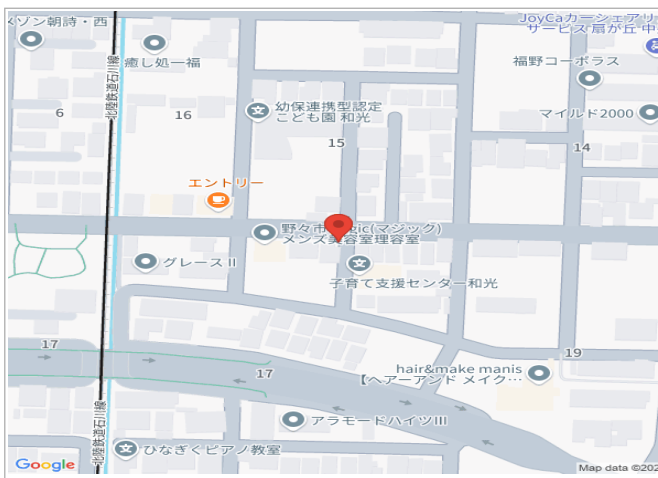 メゾン朝詩・西
JoyCaカーシェアリ
サービス 扇が丘 中
癒し処一福
北陸鉄道石川線
福野コーポラス
6
16
幼保連携型認定
こども園 和光
マイルド2000
15
14
エントリー
野々市
gic(マジック)
メンズ美容室理容室
グレースⅡ
子育て支援センター和光
17
19
hair&make manis
【ヘアーアンド メイク…
17
アラモードハイツIII
北陸鉄道石川線
ひなぎくピアノ教室
Google
Map data ©202